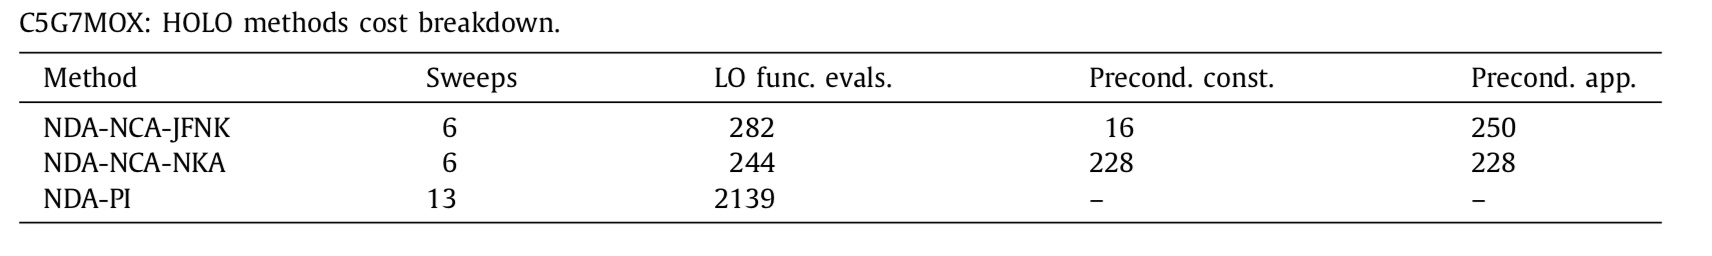 C5G7MOX: HOLO methods cost breakdown.
Method Sweeps LO func. evals. Precond. const. Precond. app.
NDA-NCA-JFNK 6 282 16 250
NDA-NCA-NKA 6 244 228 228
NDA-PI 13 2139 – –